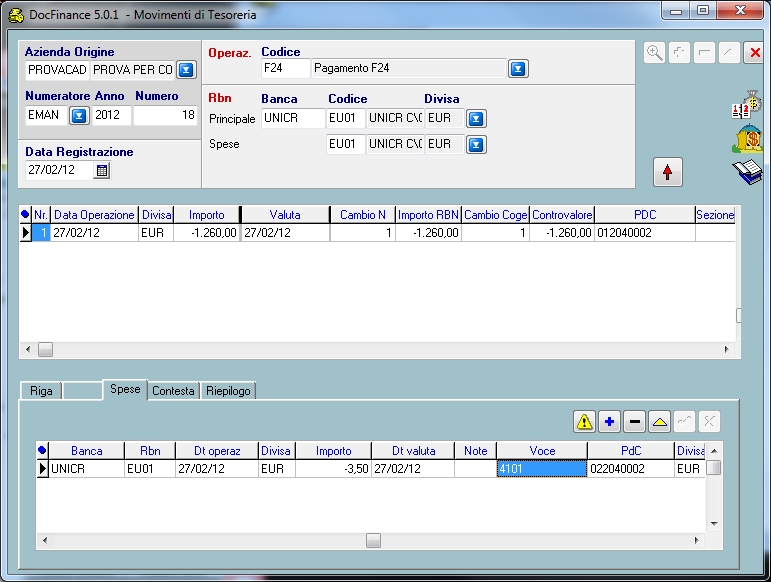 DocFinance 5.0.1 - Movimenti di Tesoreria
Azienda Origine
PROVACAD PROVA PER CO
Numeratore Anno Numero
EMAN 2012 18
Data Registrazione
27/02/12
Operaz. Codice
F24 Pagamento F24
Rbn Banca Codice Divisa
Principale UNICR EU01 UNICR C\C EUR
Spese EU01 UNICR C\C EUR
Nr. Data Operazione Divisa Importo Valuta Cambio N Importo RBN Cambio Coge Controvalore PDC Sezione
1 27/02/12 EUR -1.260,00 27/02/12 1 -1.260,00 1 -1.260,00 012040002
Riga Spese Contesta Riepilogo
Banca Rbn Dt operaz Divisa Importo Dt valuta Note Voce PdC Divisa
UNICR EU01 27/02/12 EUR -3,50 27/02/12 4101 022040002 EUR